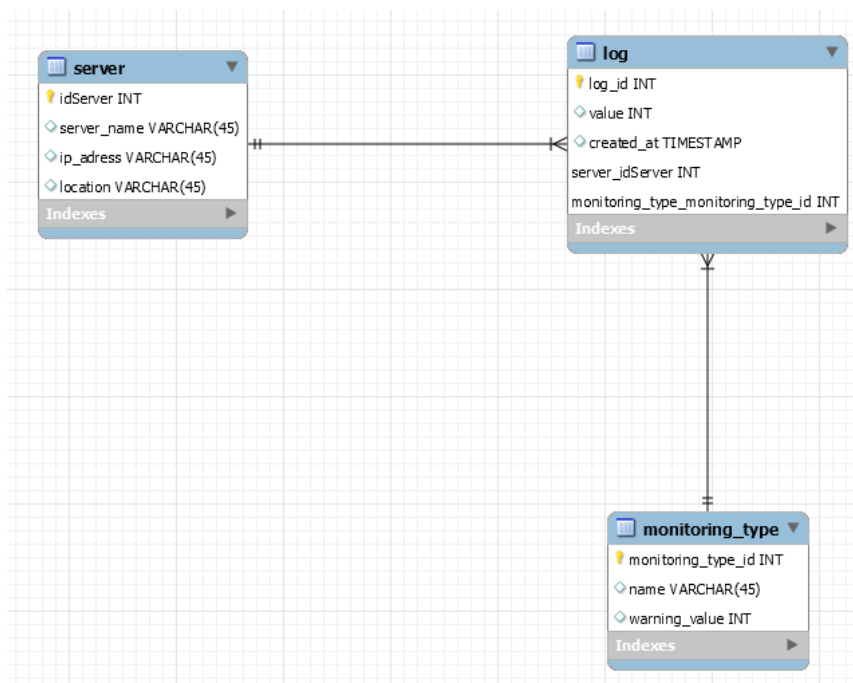 server
idServer INT
server_name VARCHAR(45)
ip_adress VARCHAR(45)
location VARCHAR(45)
Indexes
log
log_id INT
value INT
created_at TIMESTAMP
server_idServer INT
monitoring_type_monitoring_type_id INT
Indexes
monitoring_type
monitoring_type_id INT
name VARCHAR(45)
warning_value INT
Indexes